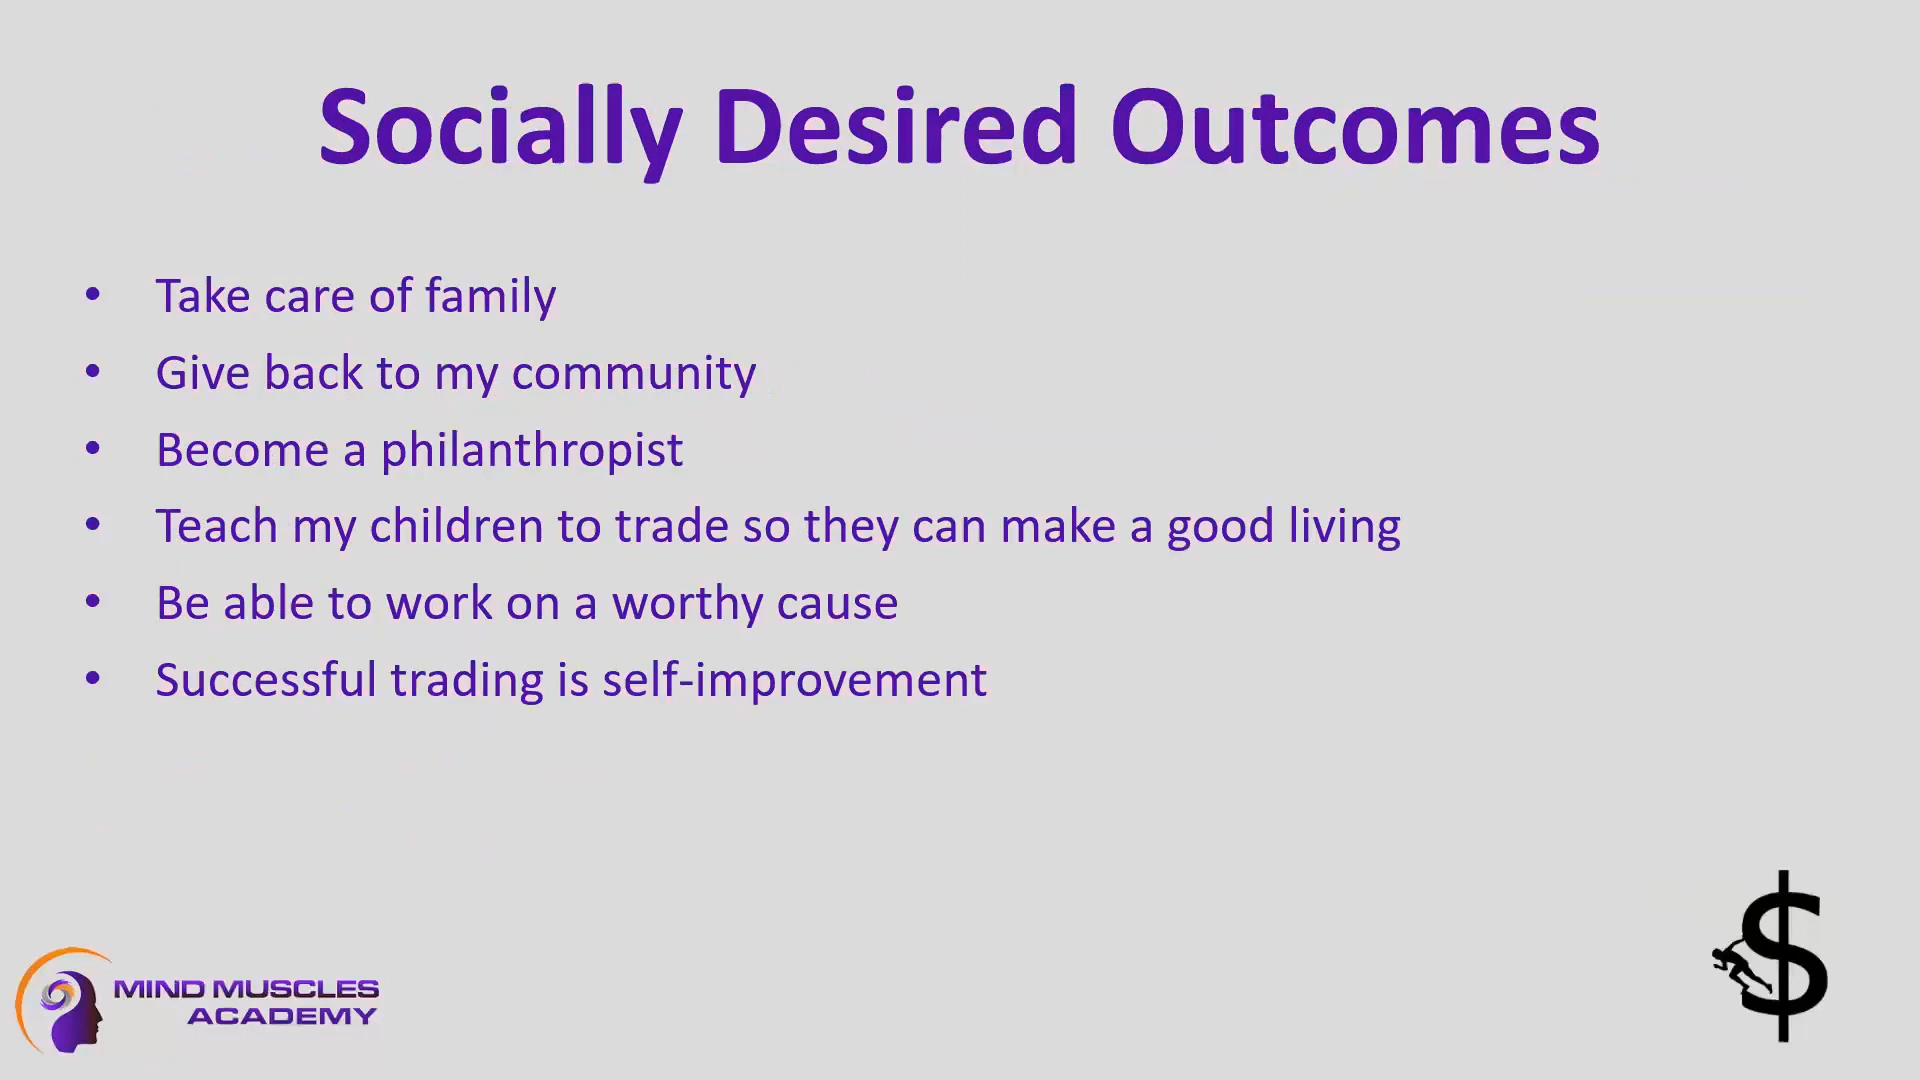 Socially Desired Outcomes
• Take care of family
• Give back to my community
• Become a philanthropist
• Teach my children to trade so they can make a good living
• Be able to work on a worthy cause
• Successful trading is self-improvement
MIND MUSCLES
ACADEMY
$